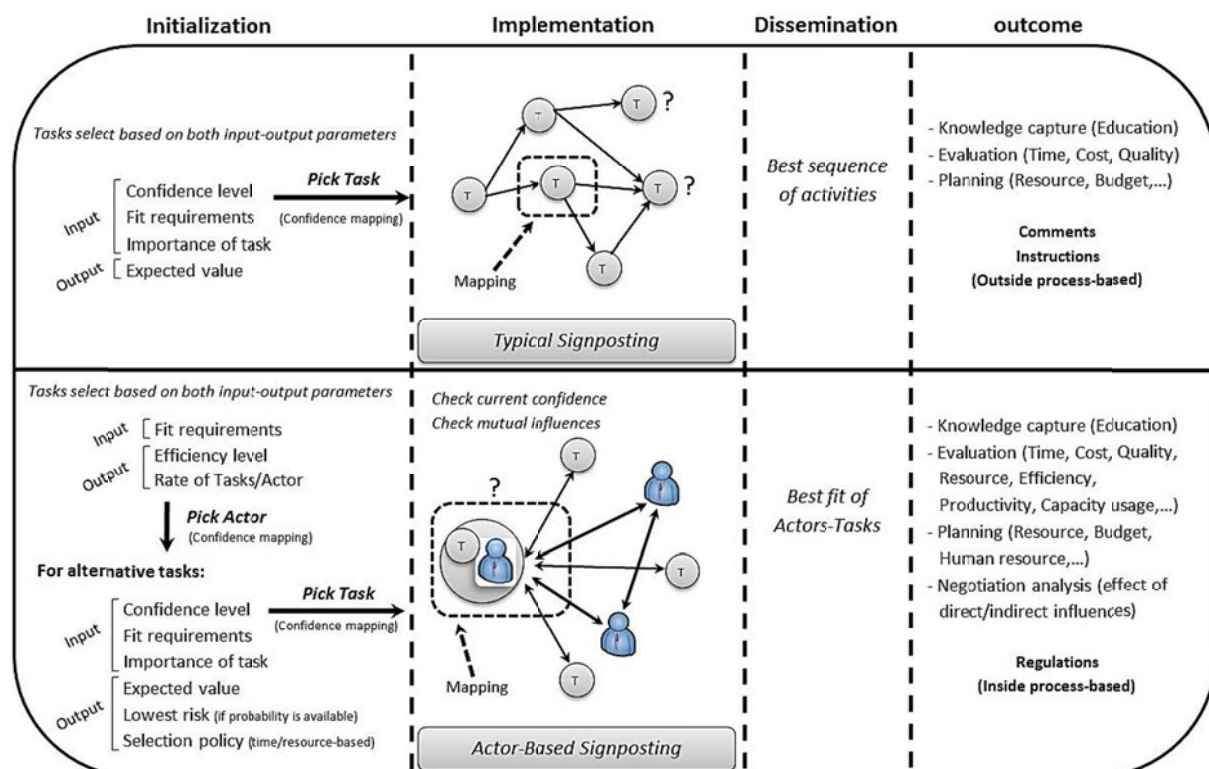 Initialization
Implementation
Dissemination
outcome
Tasks select based on both input-output parameters
Input
Confidence level
Fit requirements
Importance of task
Output
Expected value
Pick Task
(Confidence mapping)
T
T
T
T
T
T
?
?
Mapping
Typical Signposting
Best sequence
of activities
- Knowledge capture (Education)
- Evaluation (Time, Cost, Quality)
- Planning (Resource, Budget,...)
Comments
Instructions
(Outside process-based)
Tasks select based on both input-output parameters
Input
Fit requirements
Output
Efficiency level
Rate of Tasks/Actor
Pick Actor
(Confidence mapping)
For alternative tasks:
Input
Confidence level
Fit requirements
Importance of task
Output
Expected value
Lowest risk (if probability is available)
Selection policy (time/resource-based)
Pick Task
(Confidence mapping)
Check current confidence
Check mutual influences
?
T
T
T
T
Mapping
Actor-Based Signposting
Best fit of
Actors-Tasks
- Knowledge capture (Education)
- Evaluation (Time, Cost, Quality,
Resource, Efficiency,
Productivity, Capacity usage,...)
- Planning (Resource, Budget,
Human resource,...)
- Negotiation analysis (effect of
direct/indirect influences)
Regulations
(Inside process-based)